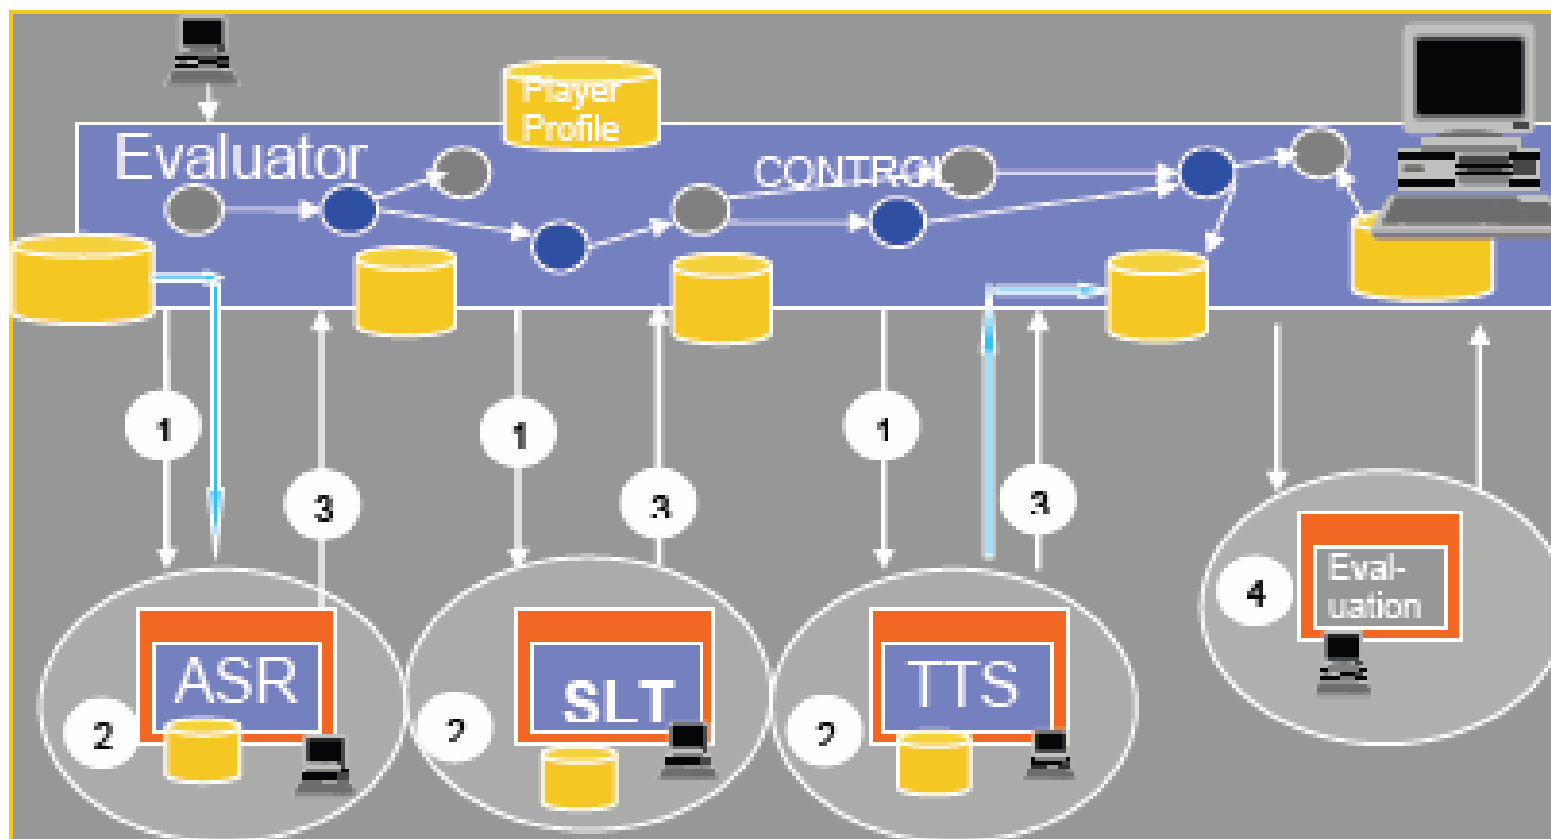 Player
Profile
Evaluator
CONTROL
1
1
1
3
3
3
ASR
SLT
TTS
Eval-
uation
2
2
2
4